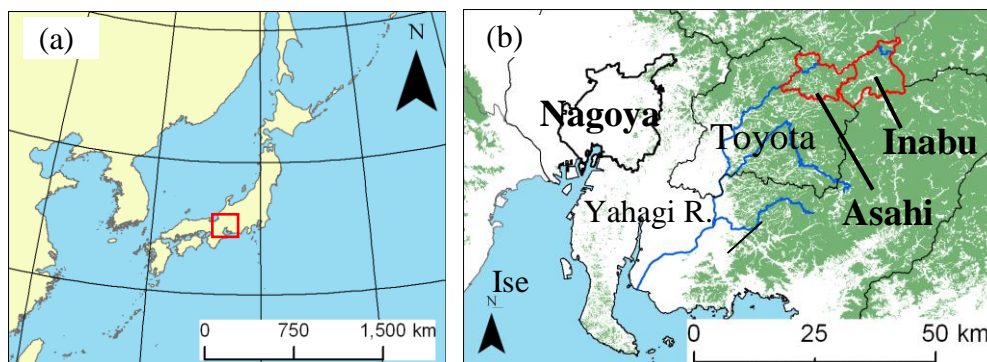 (a)
N
0 750 1,500 km
(b)
Nagoya
Toyota
Inabu
Asahi
Yahagi R.
Ise
N
0 25 50 km